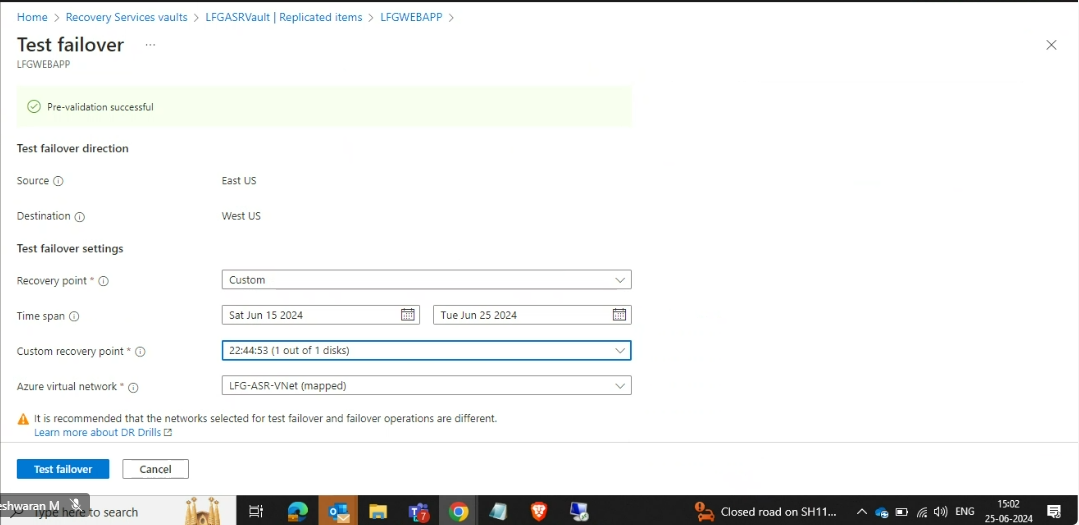 Home > Recovery Services vaults > LFGASRVault | Replicated items > LFGWEBAPP >
Test failover ...
LFGWEBAPP
Pre-validation successful
Test failover direction
Source
East US
Destination
West US
Test failover settings
Recovery point *
Custom
Time span
Sat Jun 15 2024
Tue Jun 25 2024
Custom recovery point *
22:44:53 (1 out of 1 disks)
Azure virtual network *
LFG-ASR-VNet (mapped)
It is recommended that the networks selected for test failover and failover operations are different.
Learn more about DR Drills
Test failover
Cancel
eshwaran M
Type here to search
7
Closed road on SH11...
ENG
15:02
25-06-2024